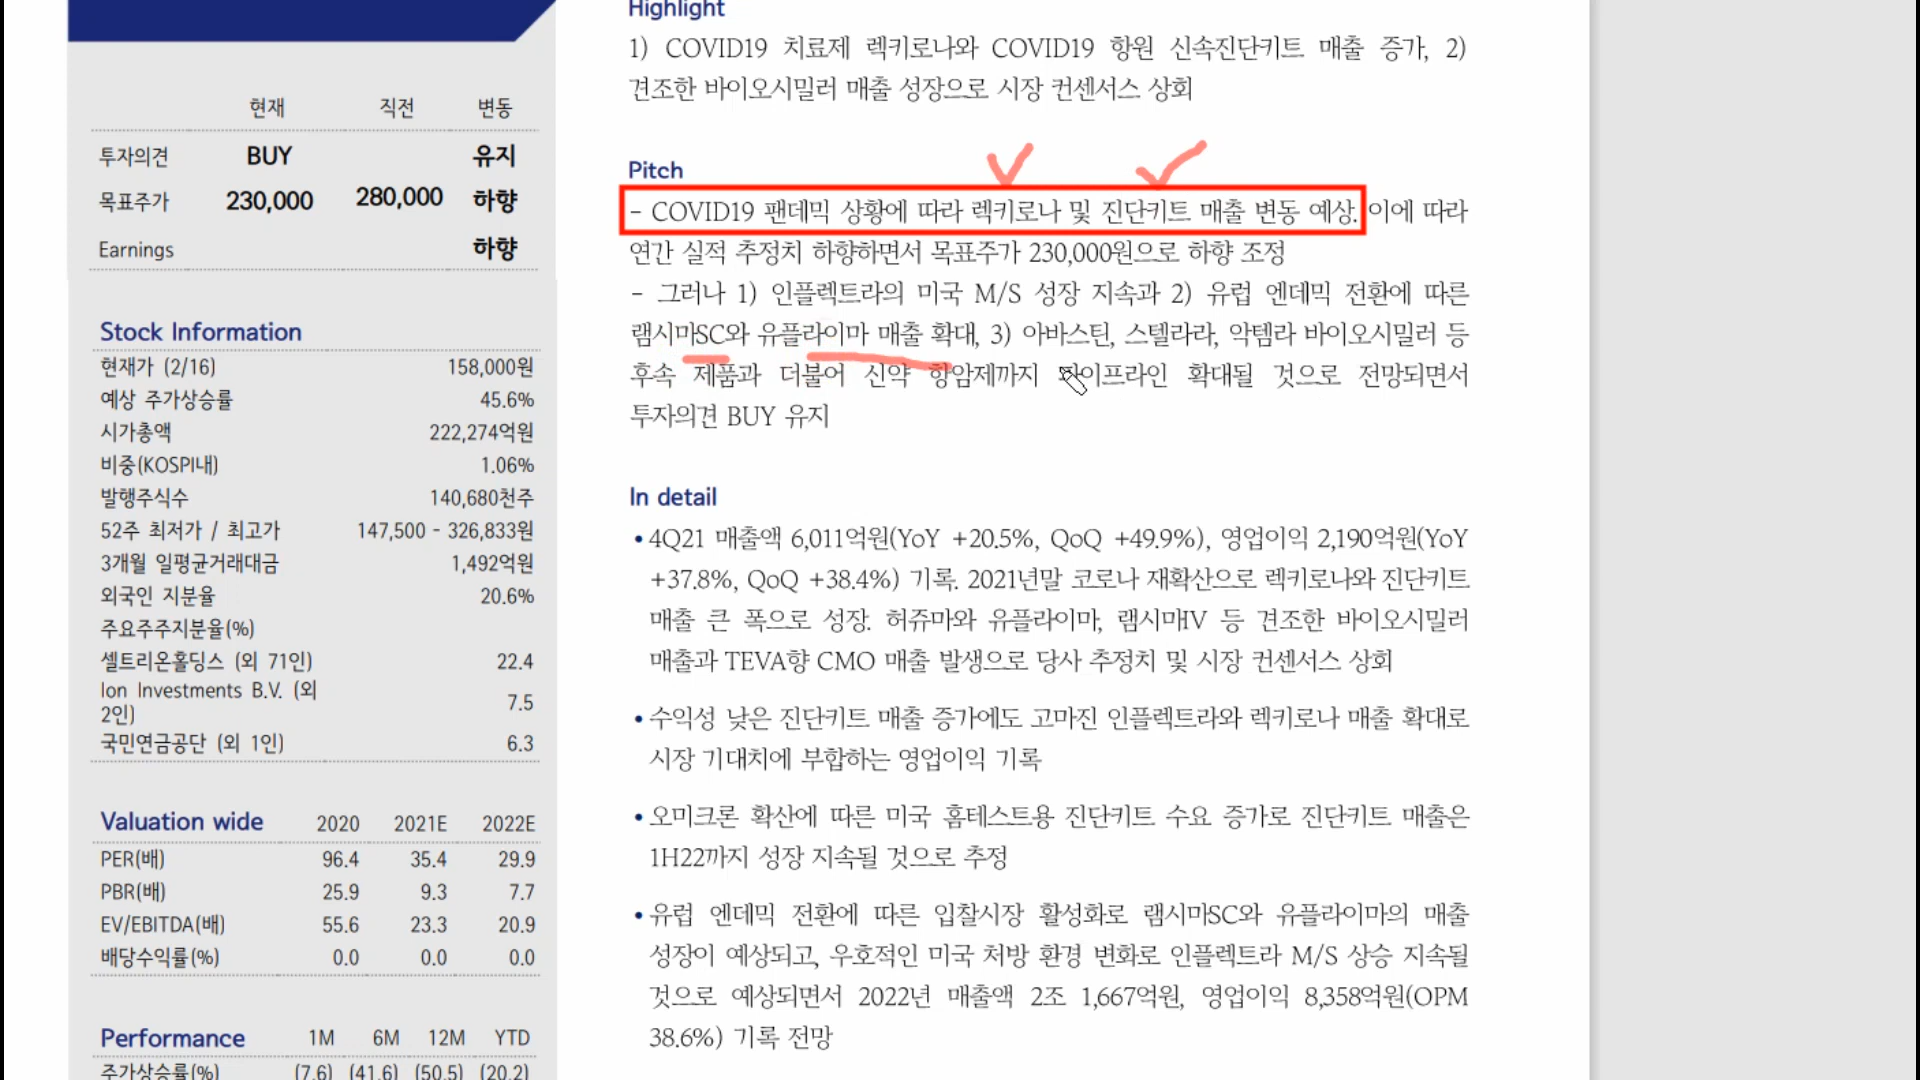 현재 직전 변동
투자의견 BUY 유지
목표주가 230,000 280,000 하향
Earnings 하향
Stock Information
현재가 (2/16) 158,000원
예상 주가상승률 45.6%
시가총액 222,274억원
비중(KOSPI내) 1.06%
발행주식수 140,680천주
52주 최저가 / 최고가 147,500 - 326,833원
3개월 일평균거래대금 1,492억원
외국인 지분율 20.6%
주요주주지분율(%)
셀트리온홀딩스 (외 71인) 22.4
Ion Investments B.V. (외
2인) 7.5
국민연금공단 (외 1인) 6.3
Valuation wide 2020 2021E 2022E
PER(배) 96.4 35.4 29.9
PBR(배) 25.9 9.3 7.7
EV/EBITDA(배) 55.6 23.3 20.9
배당수익률(%) 0.0 0.0 0.0
Performance 1M 6M 12M YTD
주가상승률(%) (7.6) (41.6) (50.5) (20.2)
Highlight
1) COVID19 치료제 렉키로나와 COVID19 항원 신속진단키트 매출 증가, 2)
견조한 바이오시밀러 매출 성장으로 시장 컨센서스 상회
Pitch
- COVID19 팬데믹 상황에 따라 렉키로나 및 진단키트 매출 변동 예상. 이에 따라
연간 실적 추정치 하향하면서 목표주가 230,000원으로 하향 조정
- 그러나 1) 인플렉트라의 미국 M/S 성장 지속과 2) 유럽 엔데믹 전환에 따른
램시마SC와 유플라이마 매출 확대, 3) 아바스틴, 스텔라라, 악템라 바이오시밀러 등
후속 제품과 더불어 신약 항암제까지 파이프라인 확대될 것으로 전망되면서
투자의견 BUY 유지
In detail
• 4Q21 매출액 6,011억원(YoY +20.5%, QoQ +49.9%), 영업이익 2,190억원(YoY
+37.8%, QoQ +38.4%) 기록. 2021년말 코로나 재확산으로 렉키로나와 진단키트
매출 큰 폭으로 성장. 허쥬마와 유플라이마, 램시마IV 등 견조한 바이오시밀러
매출과 TEVA향 CMO 매출 발생으로 당사 추정치 및 시장 컨센서스 상회
• 수익성 낮은 진단키트 매출 증가에도 고마진 인플렉트라와 렉키로나 매출 확대로
시장 기대치에 부합하는 영업이익 기록
• 오미크론 확산에 따른 미국 홈테스트용 진단키트 수요 증가로 진단키트 매출은
1H22까지 성장 지속될 것으로 추정
• 유럽 엔데믹 전환에 따른 입찰시장 활성화로 램시마SC와 유플라이마의 매출
성장이 예상되고, 우호적인 미국 처방 환경 변화로 인플렉트라 M/S 상승 지속될
것으로 예상되면서 2022년 매출액 2조 1,667억원, 영업이익 8,358억원(OPM
38.6%) 기록 전망